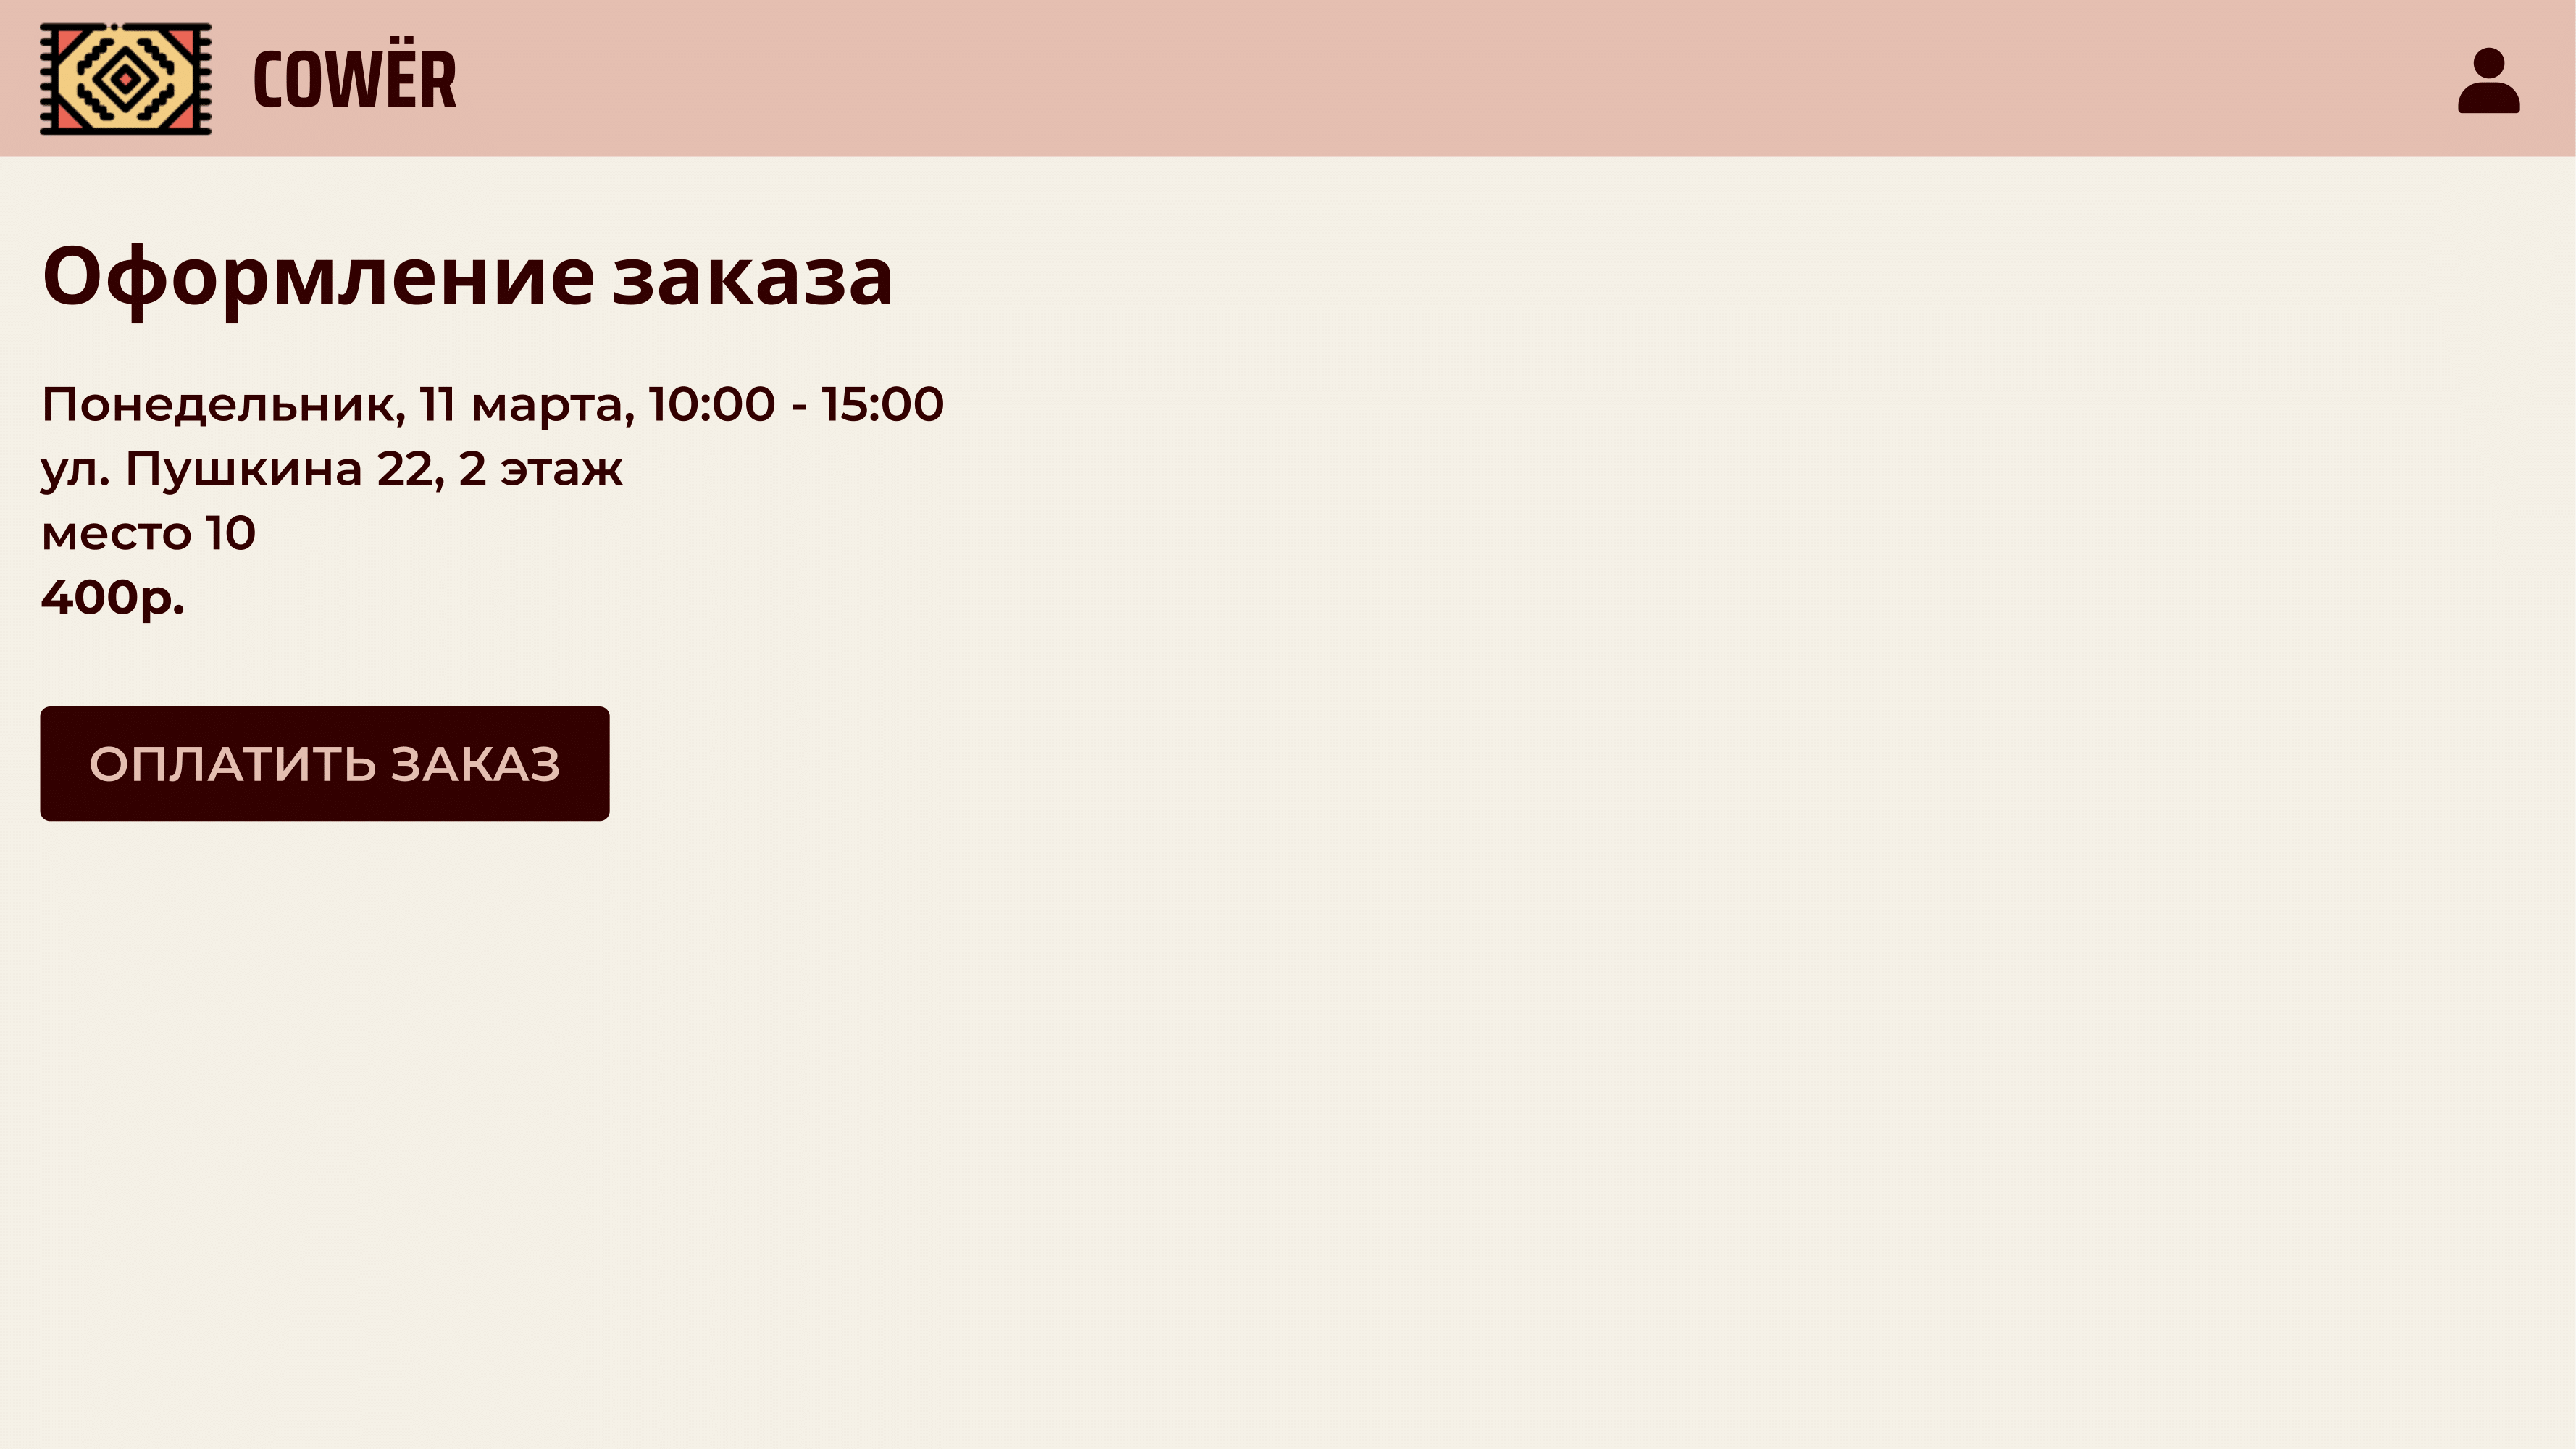 COWËR
Оформление заказа
Понедельник, 11 марта, 10:00 - 15:00
ул. Пушкина 22, 2 этаж
место 10
400р.
ОПЛАТИТЬ ЗАКАЗ